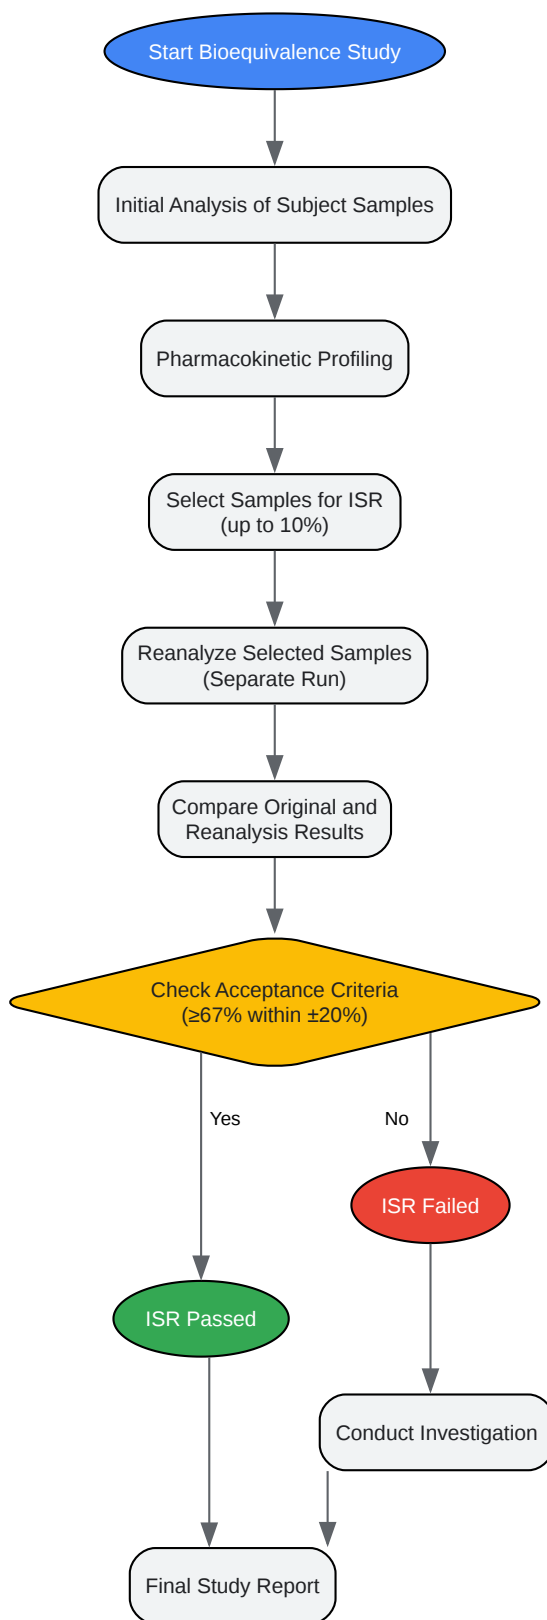 Start Bioequivalence Study
Initial Analysis of Subject Samples
Pharmacokinetic Profiling
Select Samples for ISR
(up to 10%)
Reanalyze Selected Samples
(Separate Run)
Compare Original and
Reanalysis Results
Check Acceptance Criteria
(≥67% within ±20%)
Yes
No
ISR Failed
ISR Passed
Conduct Investigation
Final Study Report